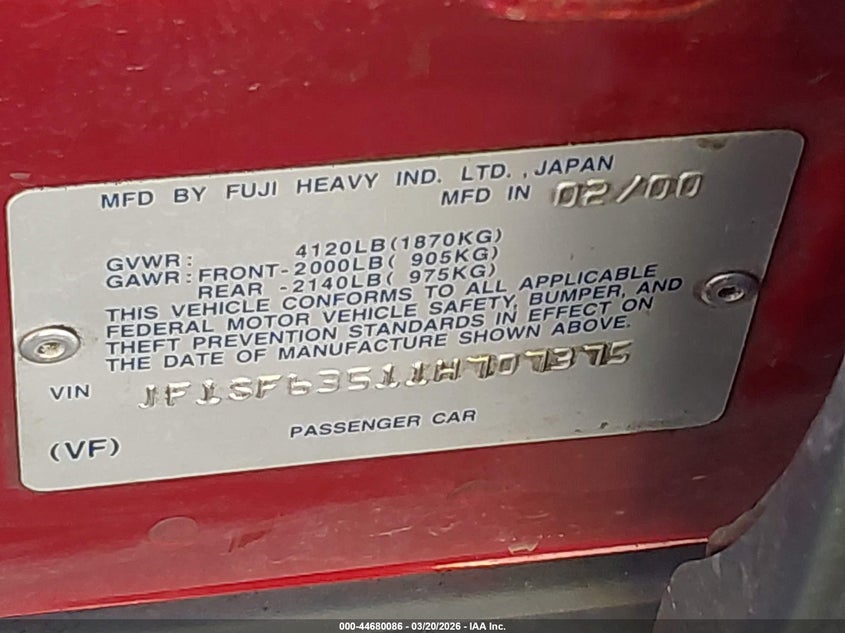 MFD BY FUJI HEAVY IND. LTD., JAPAN
MFD IN 02/00
GVWR: 4120LB(1870KG)
GAWR: FRONT-2000LB( 905KG)
REAR -2140LB( 975KG)
THIS VEHICLE CONFORMS TO ALL APPLICABLE
FEDERAL MOTOR VEHICLE SAFETY, BUMPER, AND
THEFT PREVENTION STANDARDS IN EFFECT ON
THE DATE OF MANUFACTURE SHOWN ABOVE.
VIN JF1SF63511H707375
(VF) PASSENGER CAR
000-44680086 - 03/20/2026 - IAA Inc.